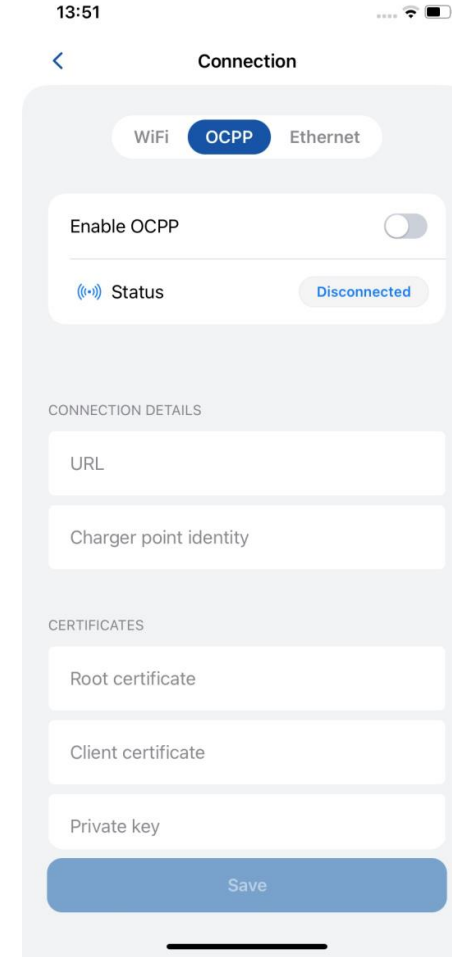 13:51
Connection
WiFi OCPP Ethernet
Enable OCPP
Status Disconnected
CONNECTION DETAILS
URL
Charger point identity
CERTIFICATES
Root certificate
Client certificate
Private key
Save